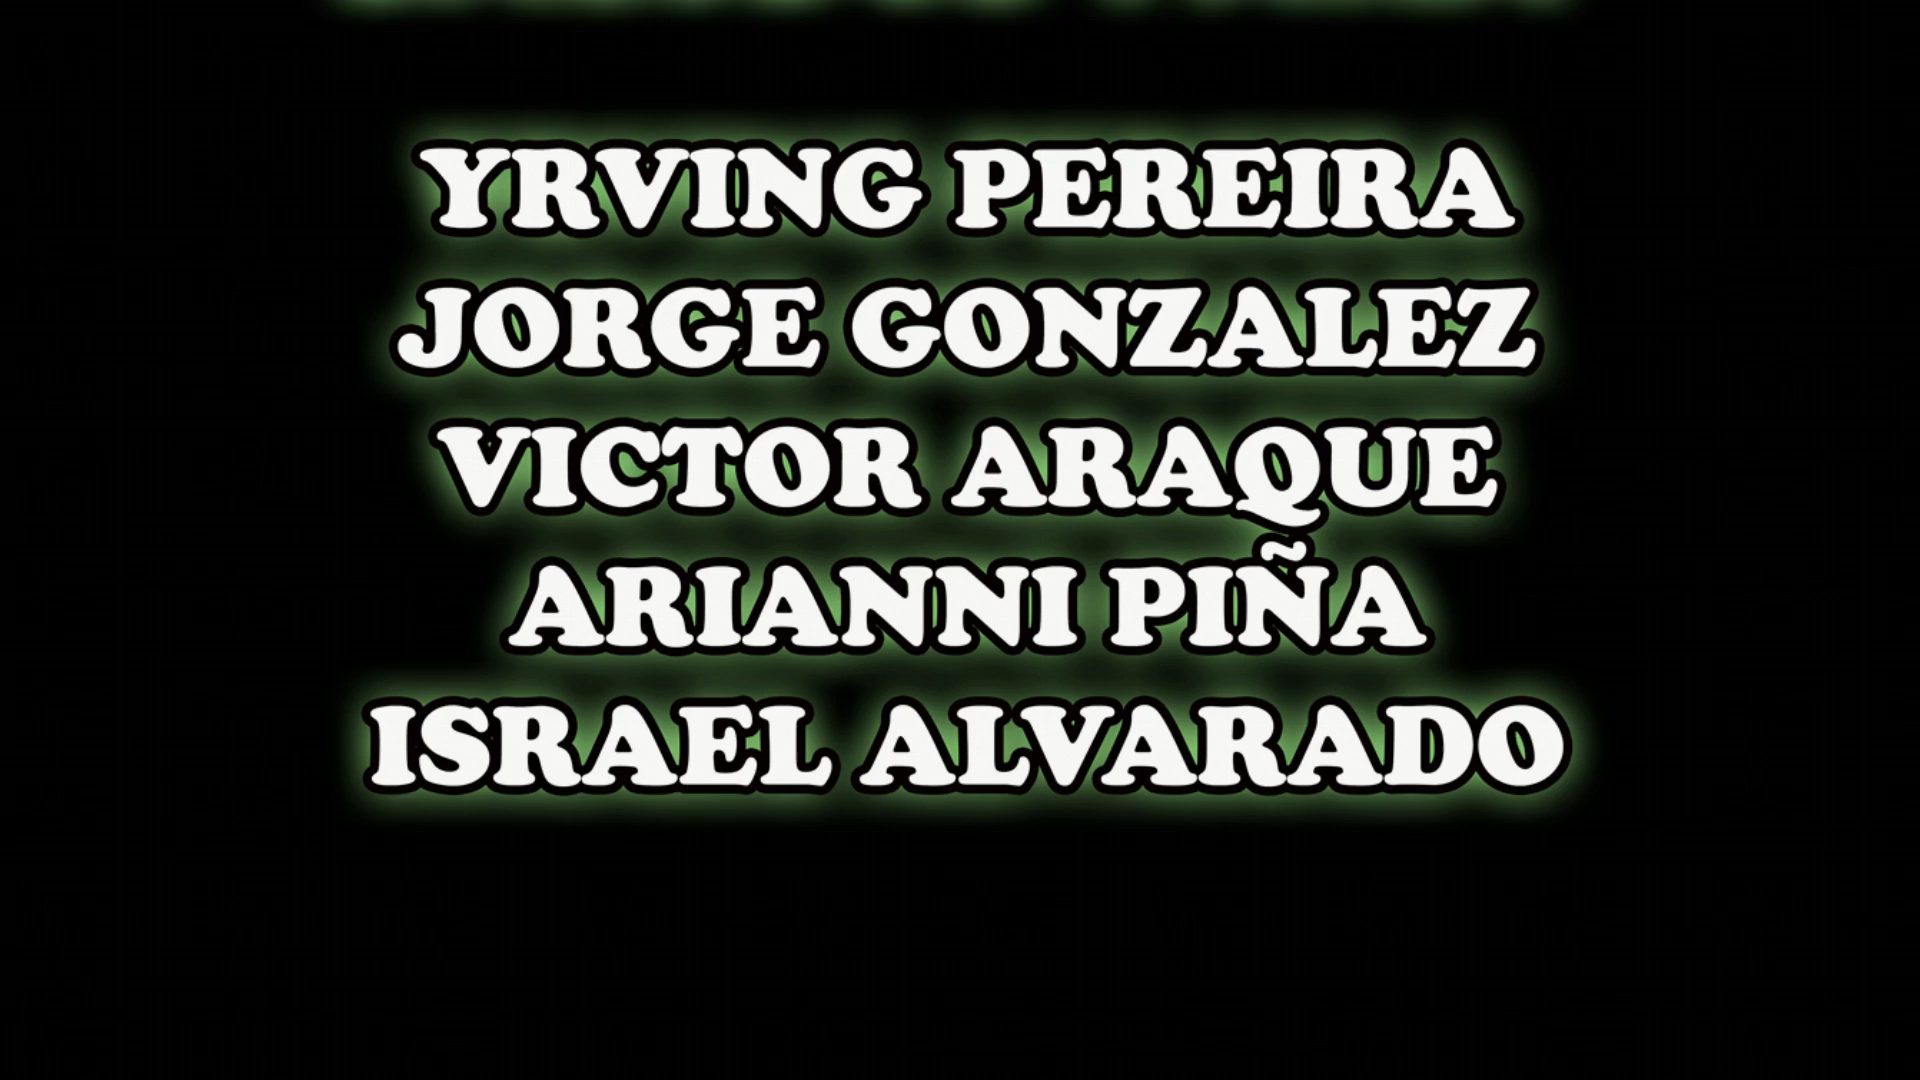 YRVING PEREIRA
JORGE GONZALEZ
VICTOR ARAQUE
ARIANNI PIÑA
ISRAEL ALVARADO